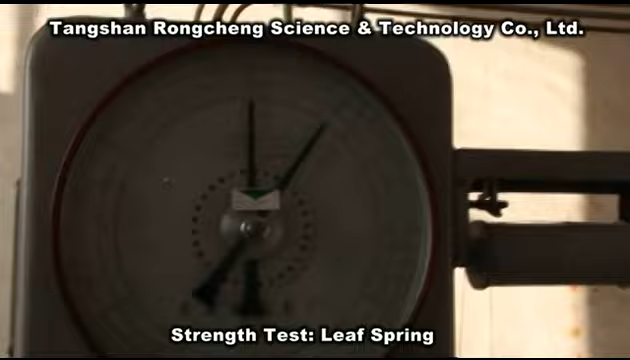 Tangshan Rongcheng Science & Technology Co., Ltd.
Strength Test: Leaf Spring